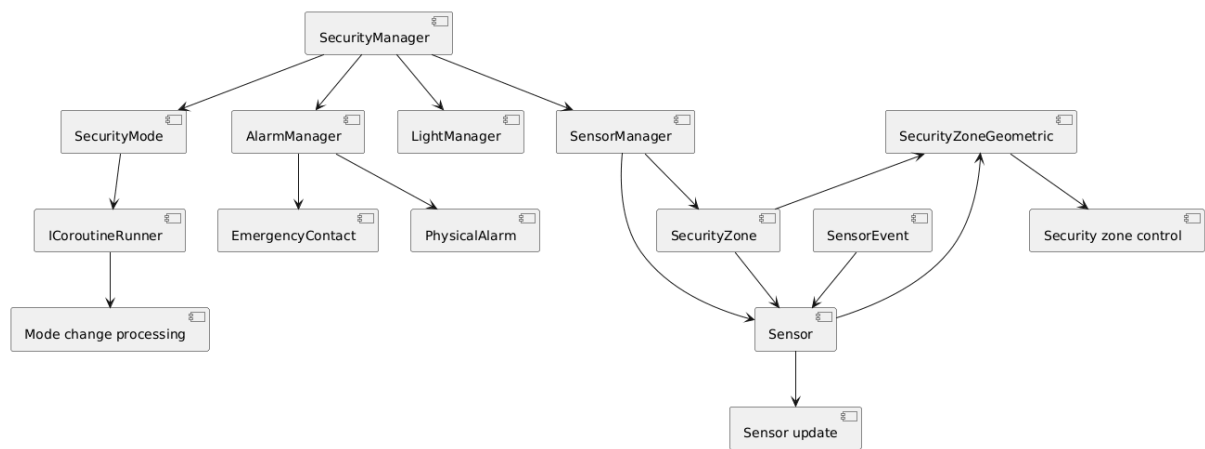 SecurityManager
SecurityMode
AlarmManager
LightManager
SensorManager
SecurityZoneGeometric
ICoroutineRunner
EmergencyContact
PhysicalAlarm
SecurityZone
SensorEvent
Security zone control
Mode change processing
Sensor
Sensor update